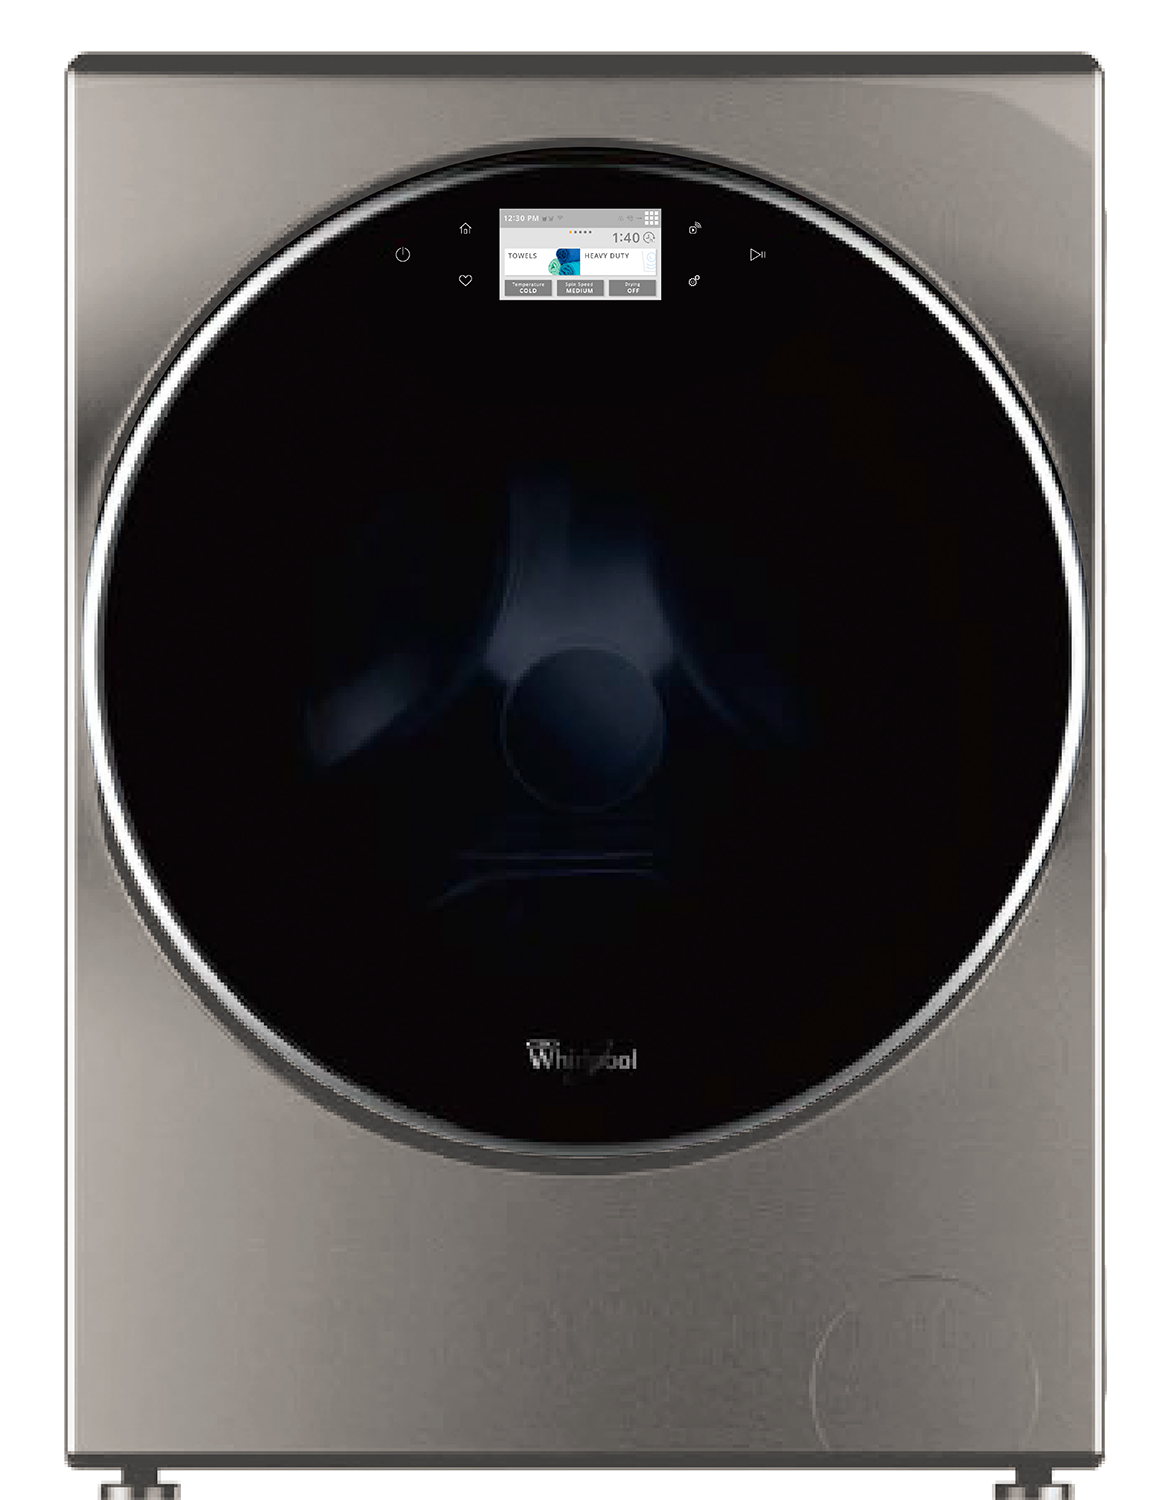 12:30 PM
1:40
TOWELS
HEAVY DUTY
Temperature
COLD
Spin Speed
MEDIUM
Drying
OFF
Whirlpool